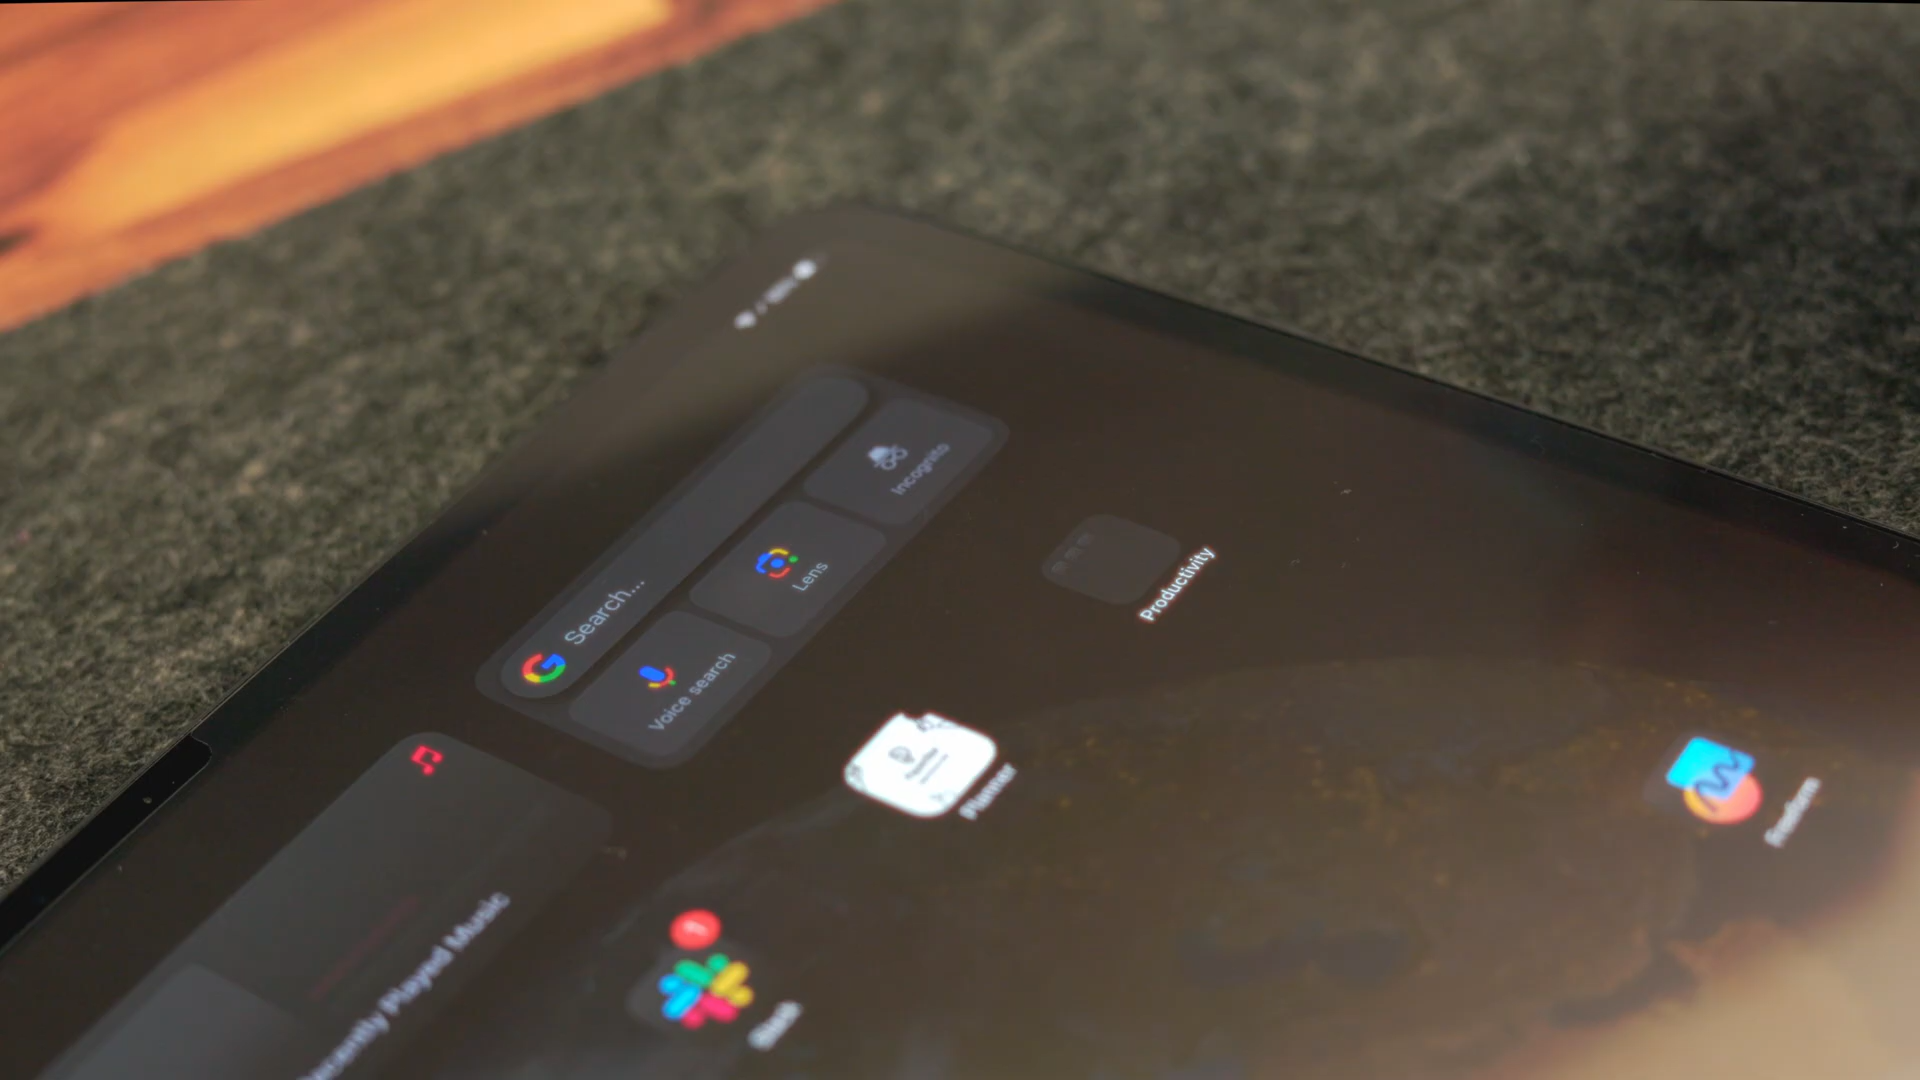 Search...
Incognito
Lens
Voice search
Productivity
Planner
Freeform
Recently Played Music
Slack